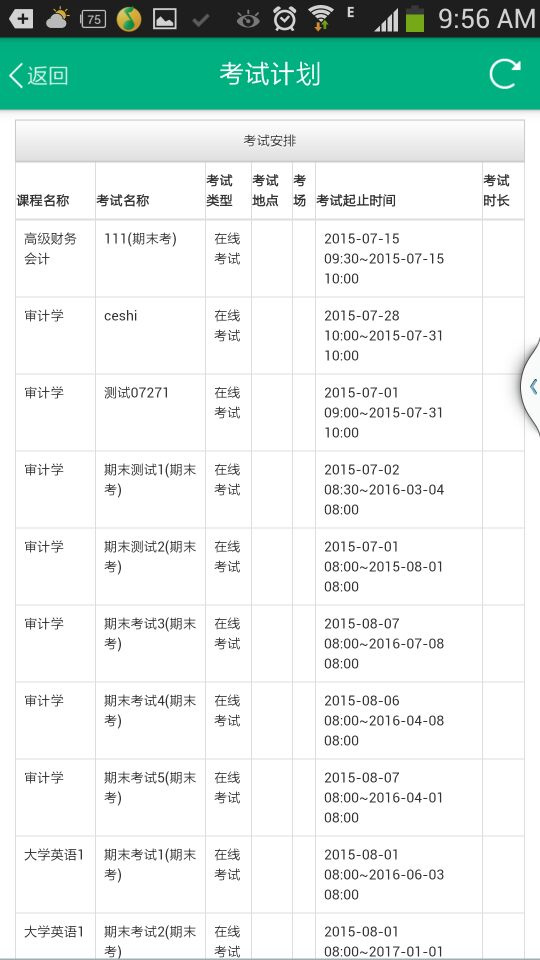 75 E 9:56 AM
返回 考试计划
考试安排
课程名称 考试名称 考试类型 考试地点 考场 考试起止时间 考试时长
高级财务 111(期末考) 在线 2015-07-15
会计 考试 09:30~2015-07-15
10:00
审计学 ceshi 在线 2015-07-28
考试 10:00~2015-07-31
10:00
审计学 测试07271 在线 2015-07-01
考试 09:00~2015-07-31
10:00
审计学 期末测试1(期末 在线 2015-07-02
考) 考试 08:30~2016-03-04
08:00
审计学 期末测试2(期末 在线 2015-07-01
考) 考试 08:00~2015-08-01
08:00
审计学 期末考试3(期末 在线 2015-08-07
考) 考试 08:00~2016-07-08
08:00
审计学 期末考试4(期末 在线 2015-08-06
考) 考试 08:00~2016-04-08
08:00
审计学 期末考试5(期末 在线 2015-08-07
考) 考试 08:00~2016-04-01
08:00
大学英语1 期末考试1(期末 在线 2015-08-01
考) 考试 08:00~2016-06-03
08:00
大学英语1 期末考试2(期末 在线 2015-08-01
考) 考试 08:00~2017-01-01